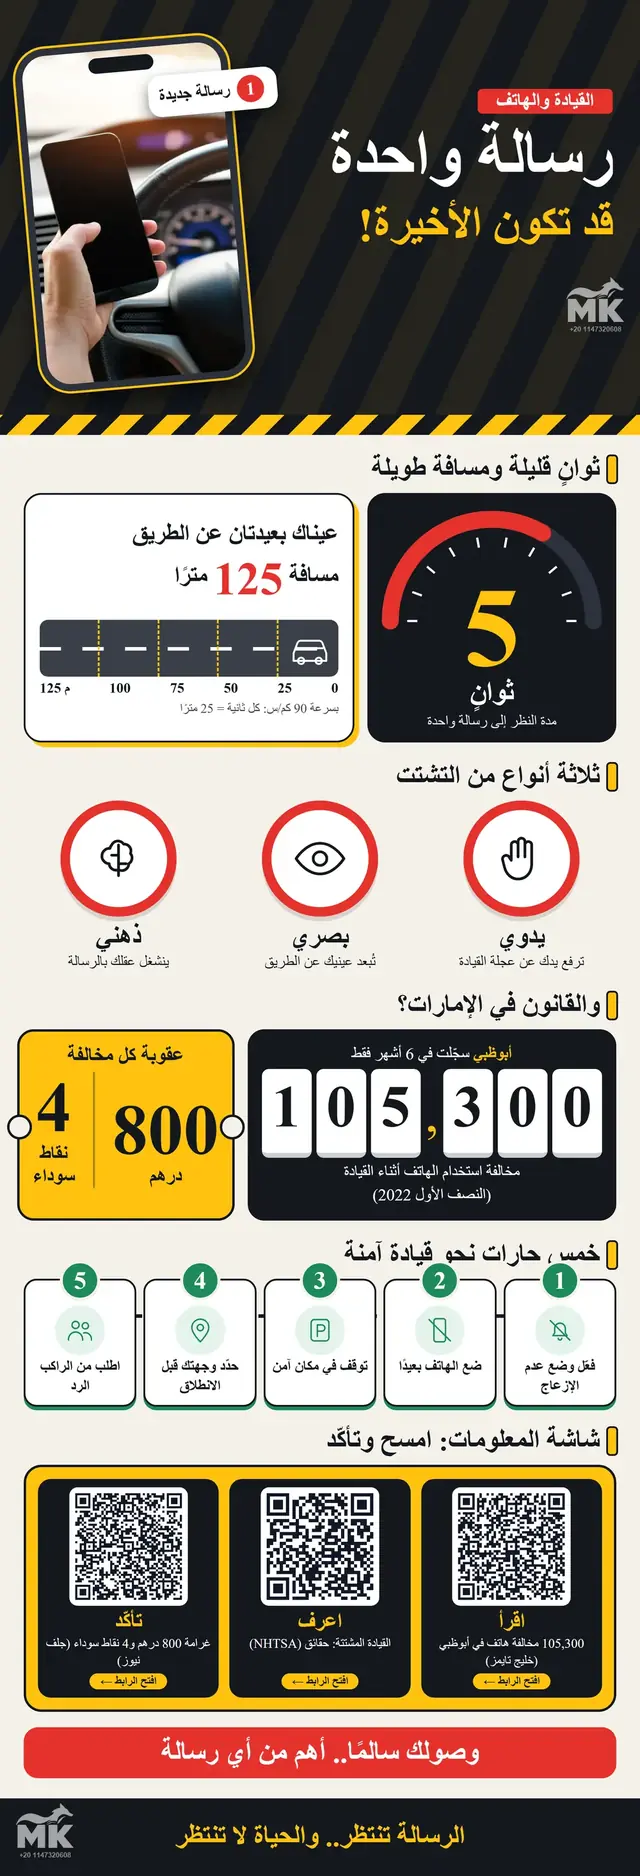 القيادة والهاتف
رسالة واحدة
قد تكون الأخيرة!
رسالة جديدة 1
MK
+20 1147320608
ثوانٍ قليلة ومسافة طويلة
5
ثوانٍ
مدة النظر إلى رسالة واحدة
عيناك بعيدتان عن الطريق
مسافة 125 مترًا
0 25 50 75 100 125 م
بسرعة 90 كم/س: كل ثانية = 25 مترًا
ثلاثة أنواع من التشتت
يدوي
ترفع يدك عن عجلة القيادة
بصري
تُبعد عينيك عن الطريق
ذهني
ينشغل عقلك بالرسالة
والقانون في الإمارات؟
أبوظبي سجّلت في 6 أشهر فقط
105,300
مخالفة استخدام الهاتف أثناء القيادة
(النصف الأول 2022)
عقوبة كل مخالفة
800
درهم
4
نقاط
سوداء
خمس حارات نحو قيادة آمنة
1
فعّل وضع عدم
الإزعاج
2
ضع الهاتف بعيدًا
3
P
توقف في مكان آمن
4
حدّد وجهتك قبل
الانطلاق
5
اطلب من الراكب
الرد
شاشة المعلومات: امسح وتأكّد
اقرأ
105,300 مخالفة هاتف في أبوظبي
(خليج تايمز)
افتح الرابط ←
اعرف
القيادة المشتتة: حقائق (NHTSA)
افتح الرابط ←
تأكّد
غرامة 800 درهم و4 نقاط سوداء (جلف
نيوز)
افتح الرابط ←
وصولك سالمًا.. أهم من أي رسالة
الرسالة تنتظر.. والحياة لا تنتظر
MK
+20 1147320608